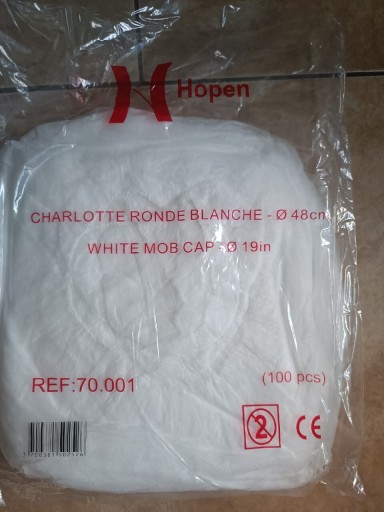 Hopen
CHARLOTTE RONDE BLANCHE - Ø 48cm
WHITE MOB CAP - Ø 19in
REF:70.001
(100 pcs)
2
CE